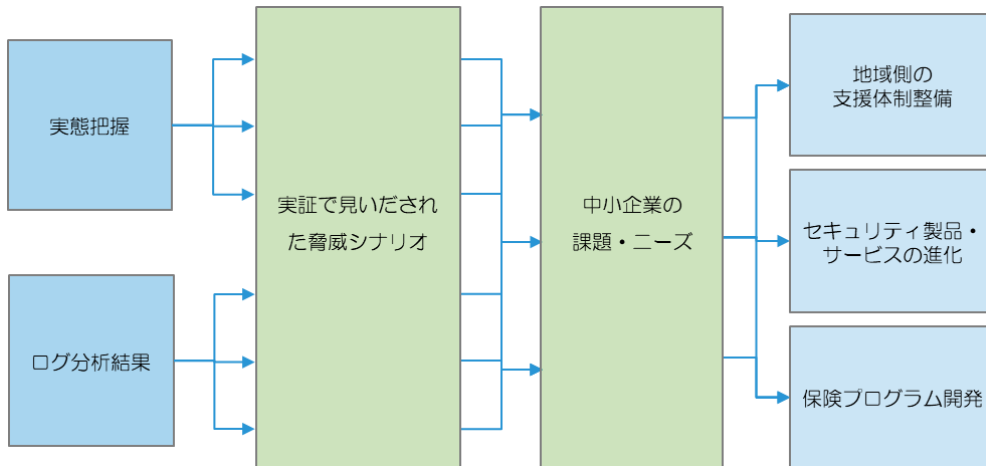 実態把握
ログ分析結果
実証で見いだされ
た脅威シナリオ
中小企業の
課題・ニーズ
地域側の
支援体制整備
セキュリティ製品・
サービスの進化
保険プログラム開発